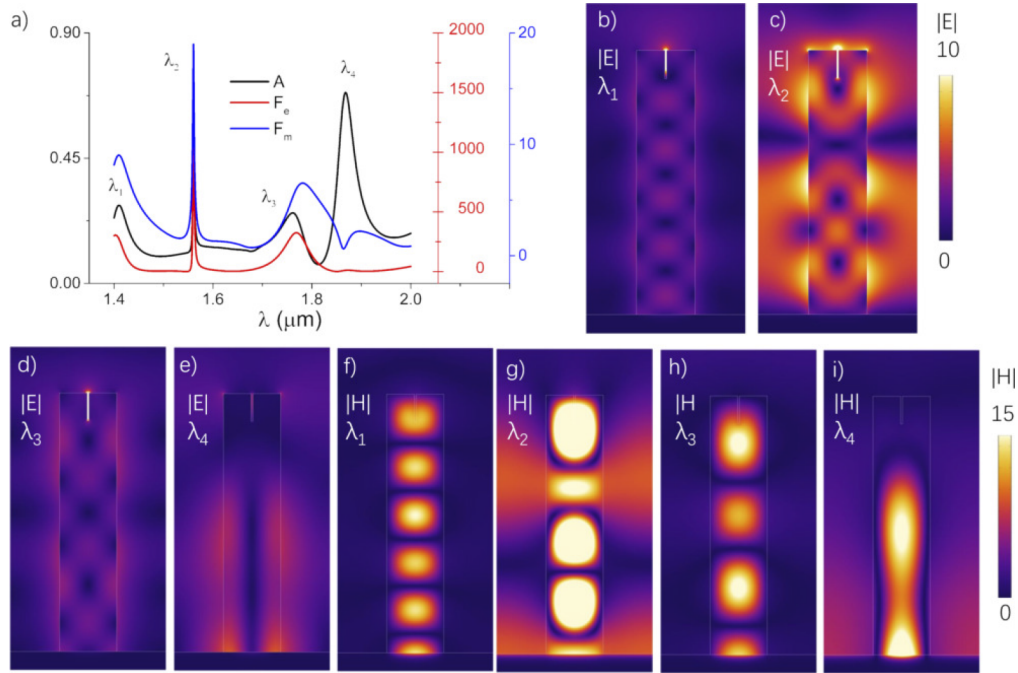 a)
0.90
0.45
0.00
1.4
1.6
1.8
2.0
λ (μm)
λ1
λ2
λ3
λ4
A
Fe
Fm
2000
1500
1000
500
0
20
10
0
b)
|E|
λ1
c)
|E|
λ2
|E|
10
0
d)
|E|
λ3
e)
|E|
λ4
f)
|H|
λ1
g)
|H|
λ2
h)
|H
λ3
i)
|H|
λ4
|H|
15
0